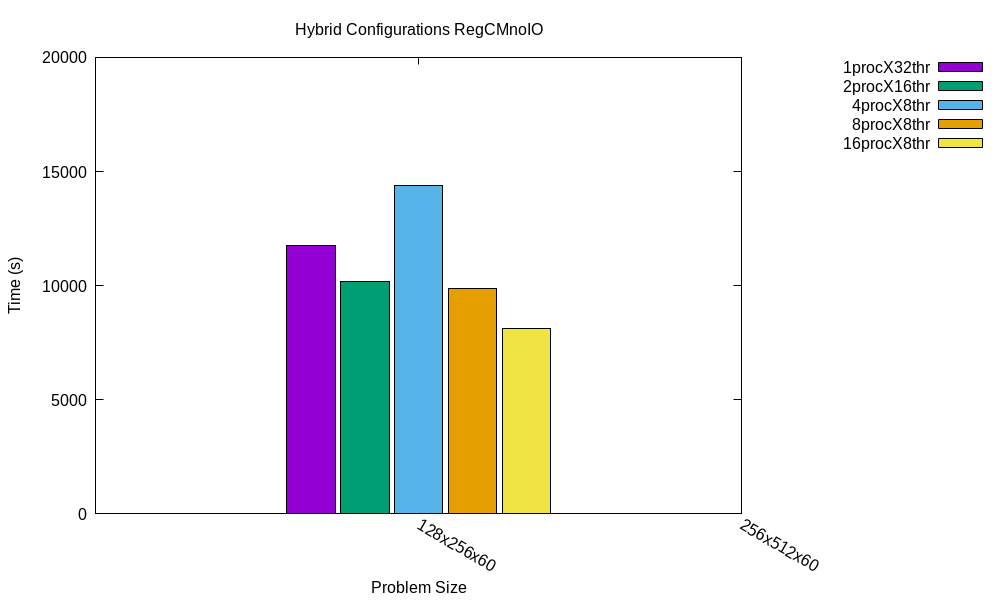 Hybrid Configurations RegCMnoIO
20000
15000
10000
5000
0
Time (s)
128x256x60
256x512x60
Problem Size
1procX32thr
2procX16thr
4procX8thr
8procX8thr
16procX8thr